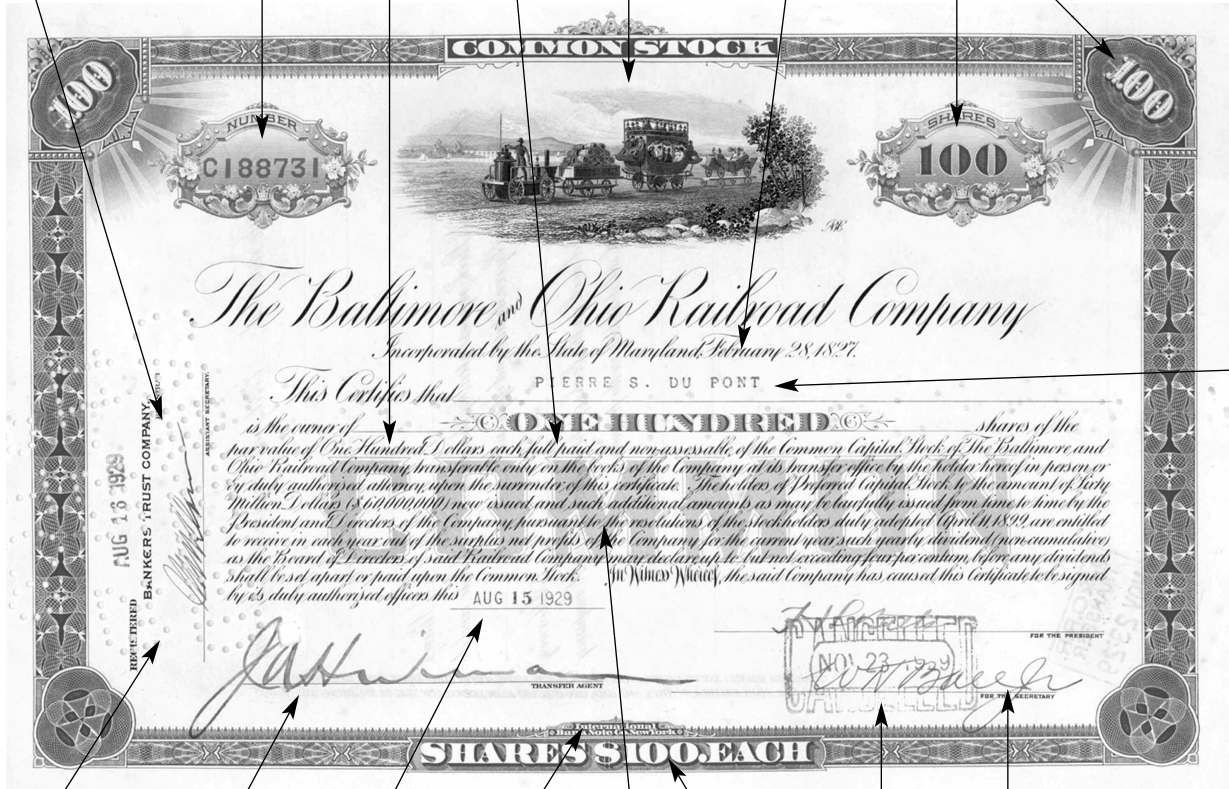 COMMON STOCK
100
100
NUMBER
C188731
SHARES
100
The Baltimore and Ohio Railroad Company
Incorporated by the State of Maryland, February 28, 1827.
This Certifies that PIERRE S. DU PONT
is the owner of ONE HUNDRED shares of the
par value of One Hundred Dollars each full paid and non-assessable, of the Common Capital Stock of The Baltimore and
Ohio Railroad Company, transferable only on the books of the Company at its transfer office by the holder hereof in person or
by duly authorized attorney, upon the surrender of this certificate. The holders of Preferred Capital Stock to the amount of Sixty
Million Dollars ($60,000,000) now issued, and such additional amounts as may be lawfully issued from time to time by the
President and Directors of the Company, pursuant to the resolutions of the stockholders duly adopted April 11, 1899, are entitled
to receive in each year out of the surplus net profits of the Company for the current year such yearly dividend (non-cumulative)
as the Board of Directors of said Railroad Company may declare, up to but not exceeding four per centum, before any dividends
shall be set apart or paid upon the Common Stock. In Witness Whereof, the said Company has caused this Certificate to be signed
by its duly authorized officers this AUG 15 1929
COMMON
REGISTERED
AUG 16 1929
BANKERS TRUST COMPANY,
ASSISTANT SECRETARY.
TRANSFER AGENT
FOR THE PRESIDENT
CANCELLED
NOV 23 1929
CANCELLED
FOR THE SECRETARY
International
Bank Note Co. New York
SHARES $100. EACH